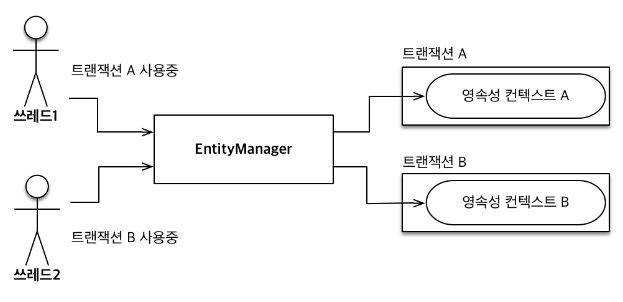 트랜잭션 A 사용중
쓰레드1
EntityManager
트랜잭션 A
영속성 컨텍스트 A
트랜잭션 B
영속성 컨텍스트 B
트랜잭션 B 사용중
쓰레드2